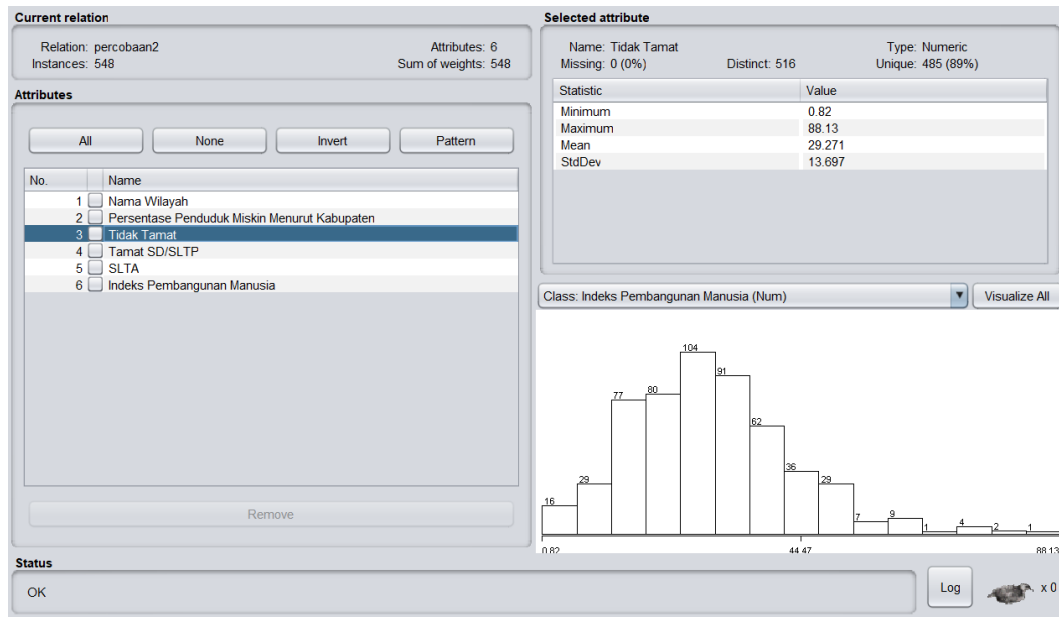 Current relation
Relation: percobaan2 Attributes: 6
Instances: 548 Sum of weights: 548
Attributes
All None Invert Pattern
No. Name
1 Nama Wilayah
2 Persentase Penduduk Miskin Menurut Kabupaten
3 Tidak Tamat
4 Tamat SD/SLTP
5 SLTA
6 Indeks Pembangunan Manusia
Remove
Selected attribute
Name: Tidak Tamat Type: Numeric
Missing: 0 (0%) Distinct: 516 Unique: 485 (89%)
Statistic Value
Minimum 0.82
Maximum 88.13
Mean 29.271
StdDev 13.697
Class: Indeks Pembangunan Manusia (Num) Visualize All
16 29 77 80 104 91 62 36 29 7 9 1 4 2 1
0.82 44.47 88.13
Status
OK Log x 0